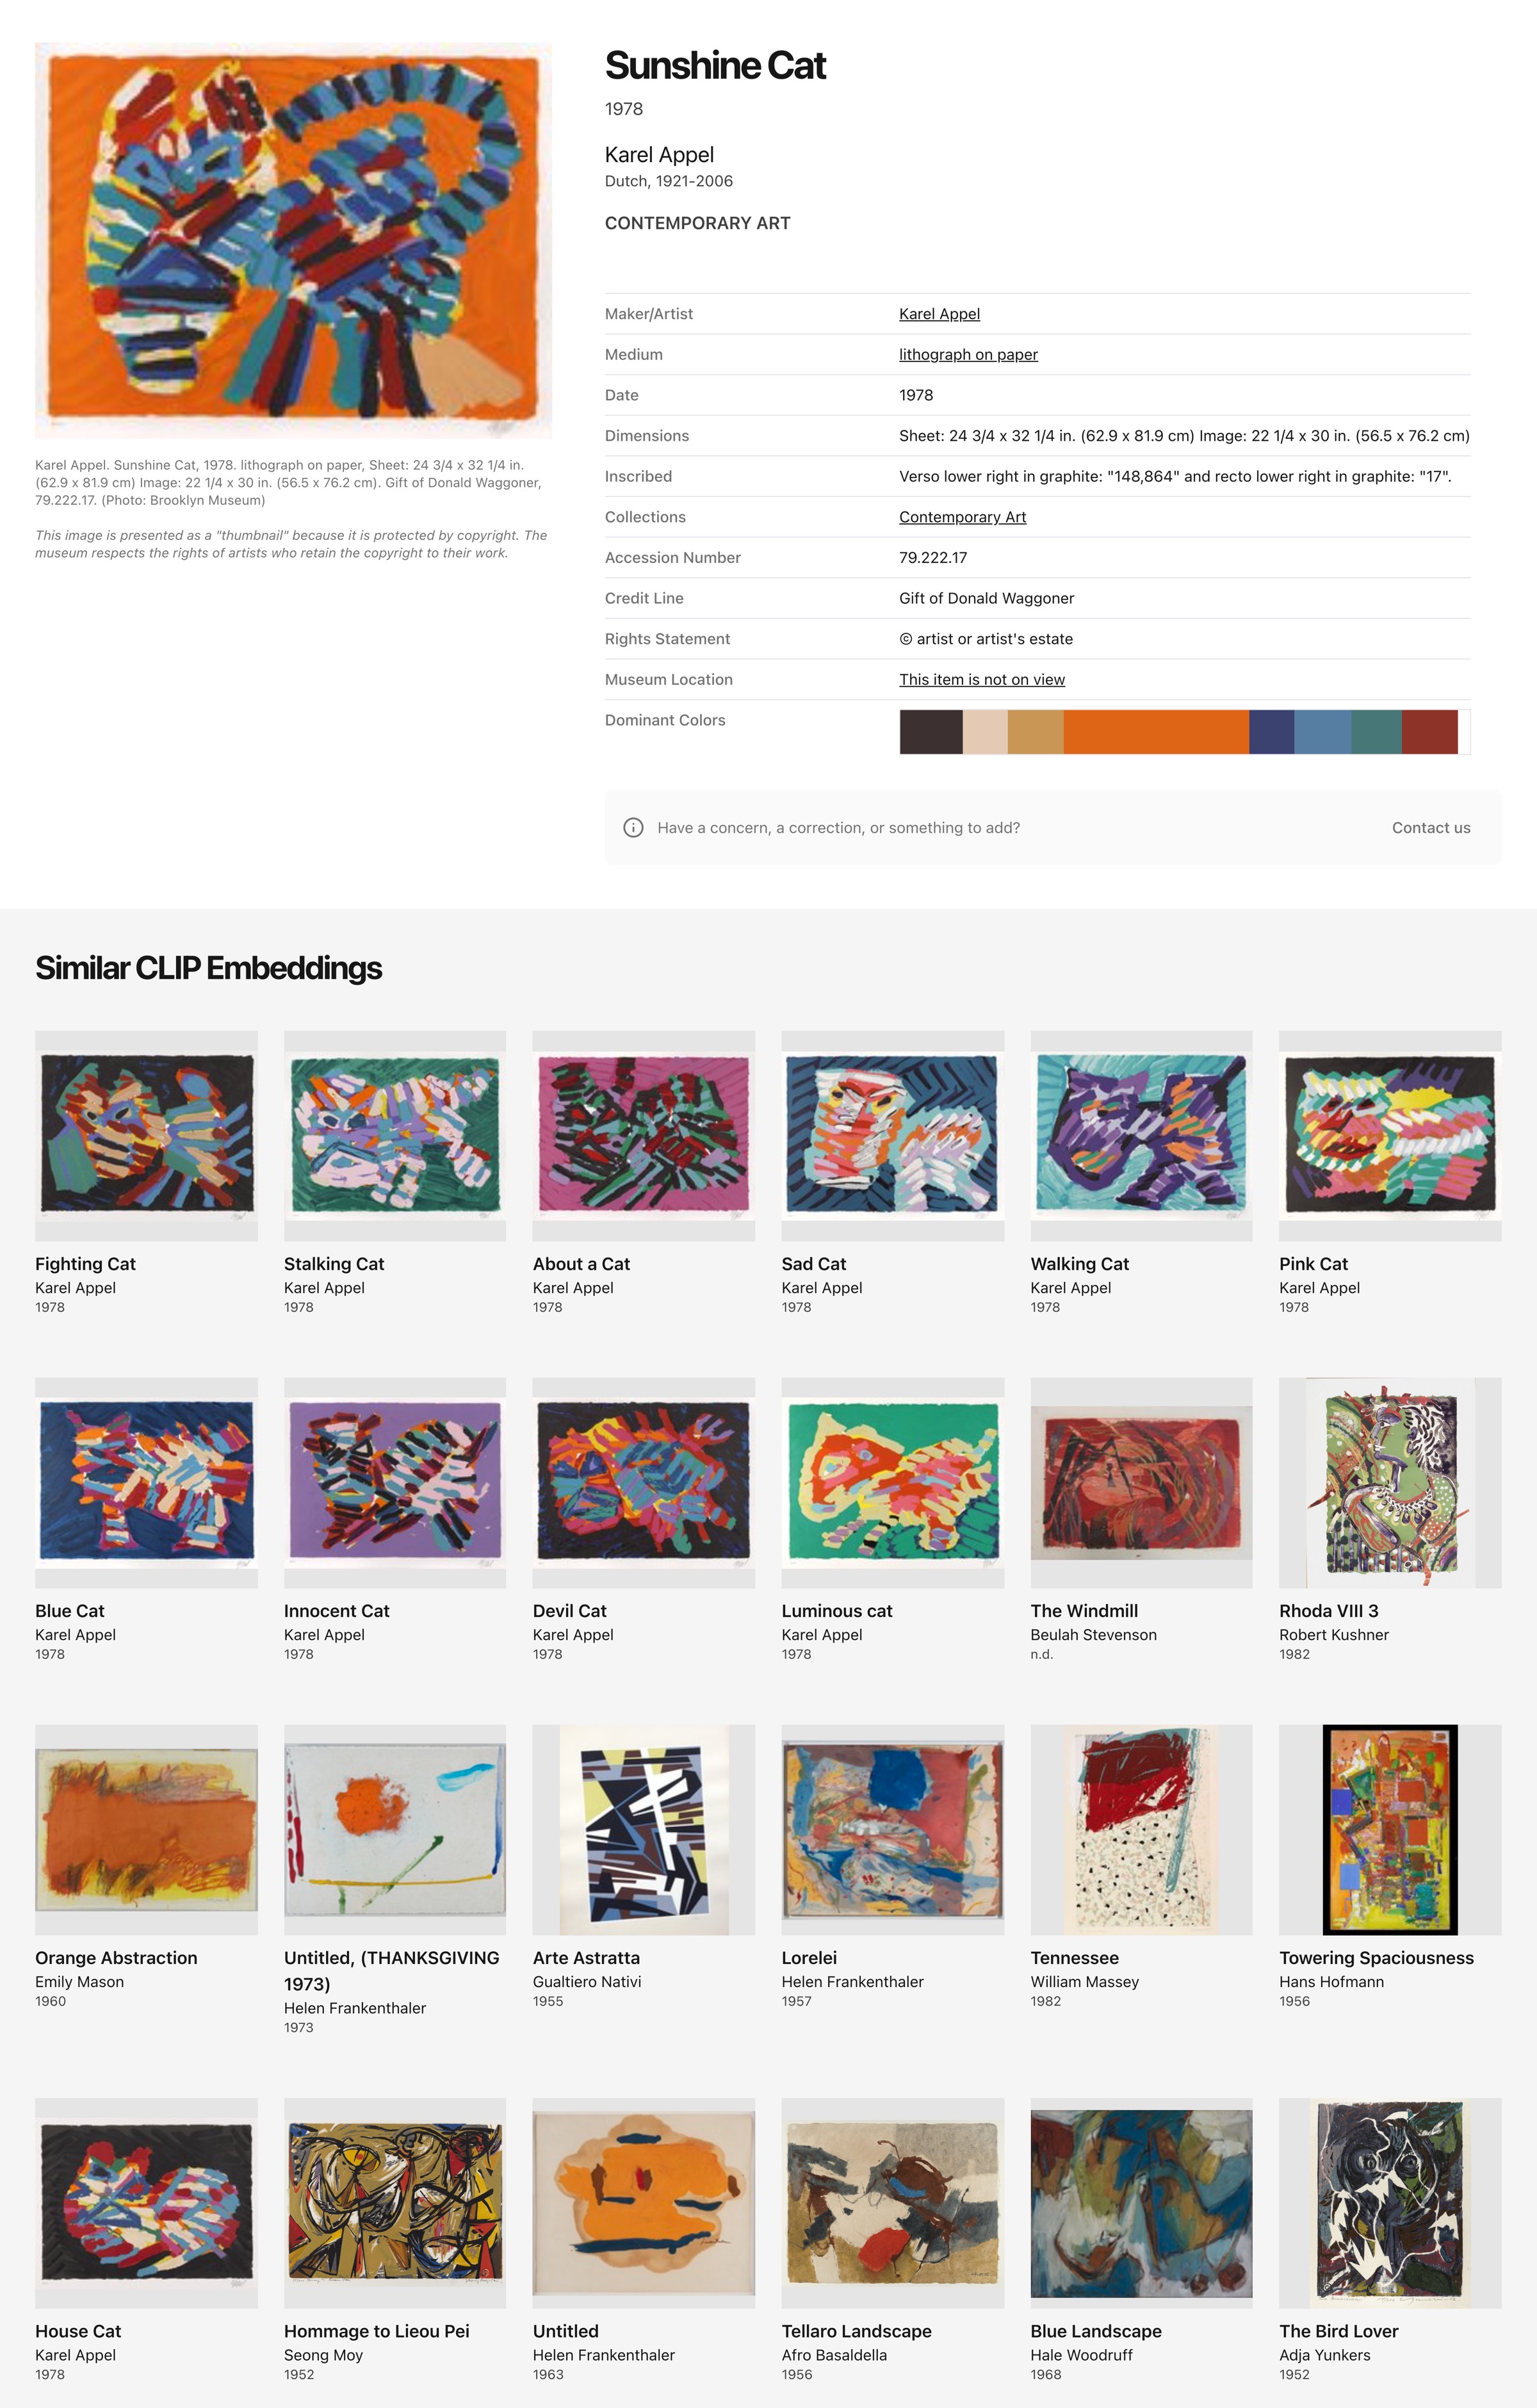 Sunshine Cat
1978
Karel Appel
Dutch, 1921-2006
CONTEMPORARY ART
Karel Appel. Sunshine Cat, 1978. lithograph on paper, Sheet: 24 3/4 x 32 1/4 in.
(62.9 x 81.9 cm) Image: 22 1/4 x 30 in. (56.5 x 76.2 cm). Gift of Donald Waggoner,
79.222.17. (Photo: Brooklyn Museum)
This image is presented as a "thumbnail" because it is protected by copyright. The
museum respects the rights of artists who retain the copyright to their work.
Maker/Artist Karel Appel
Medium lithograph on paper
Date 1978
Dimensions Sheet: 24 3/4 x 32 1/4 in. (62.9 x 81.9 cm) Image: 22 1/4 x 30 in. (56.5 x 76.2 cm)
Inscribed Verso lower right in graphite: "148,864" and recto lower right in graphite: "17".
Collections Contemporary Art
Accession Number 79.222.17
Credit Line Gift of Donald Waggoner
Rights Statement © artist or artist's estate
Museum Location This item is not on view
Dominant Colors
Have a concern, a correction, or something to add? Contact us
Similar CLIP Embeddings
Fighting Cat
Karel Appel
1978
Stalking Cat
Karel Appel
1978
About a Cat
Karel Appel
1978
Sad Cat
Karel Appel
1978
Walking Cat
Karel Appel
1978
Pink Cat
Karel Appel
1978
Blue Cat
Karel Appel
1978
Innocent Cat
Karel Appel
1978
Devil Cat
Karel Appel
1978
Luminous cat
Karel Appel
1978
The Windmill
Beulah Stevenson
n.d.
Rhoda VIII 3
Robert Kushner
1982
Orange Abstraction
Emily Mason
1960
Untitled, (THANKSGIVING
1973)
Helen Frankenthaler
1973
Arte Astratta
Gualtiero Nativi
1955
Lorelei
Helen Frankenthaler
1957
Tennessee
William Massey
1982
Towering Spaciousness
Hans Hofmann
1956
House Cat
Karel Appel
1978
Hommage to Lieou Pei
Seong Moy
1952
Untitled
Helen Frankenthaler
1963
Tellaro Landscape
Afro Basaldella
1956
Blue Landscape
Hale Woodruff
1968
The Bird Lover
Adja Yunkers
1952